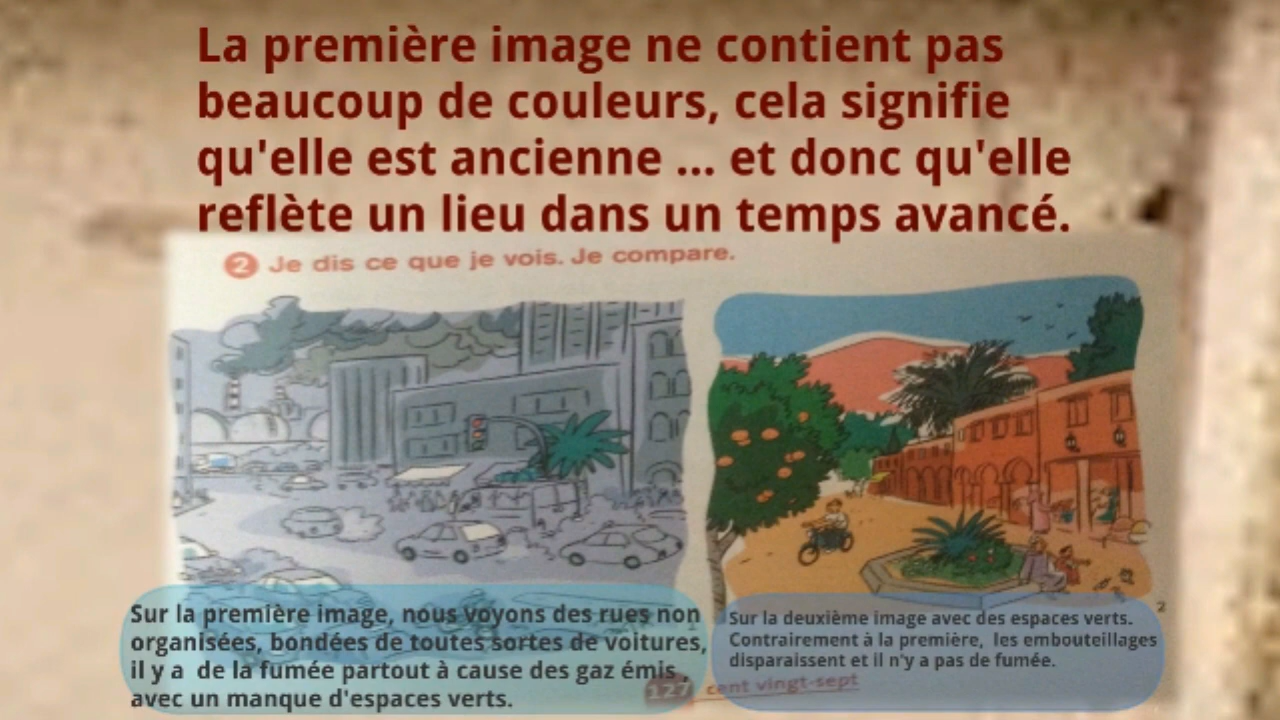 La première image ne contient pas
beaucoup de couleurs, cela signifie
qu'elle est ancienne ... et donc qu'elle
reflète un lieu dans un temps avancé.
2 Je dis ce que je vois. Je compare.
Sur la première image, nous voyons des rues non
organisées, bondées de toutes sortes de voitures,
il y a de la fumée partout à cause des gaz émis ,
avec un manque d'espaces verts.
Sur la deuxième image avec des espaces verts.
Contrairement à la première, les embouteillages
disparaissent et il n'y a pas de fumée.
2
127 cent vingt-sept